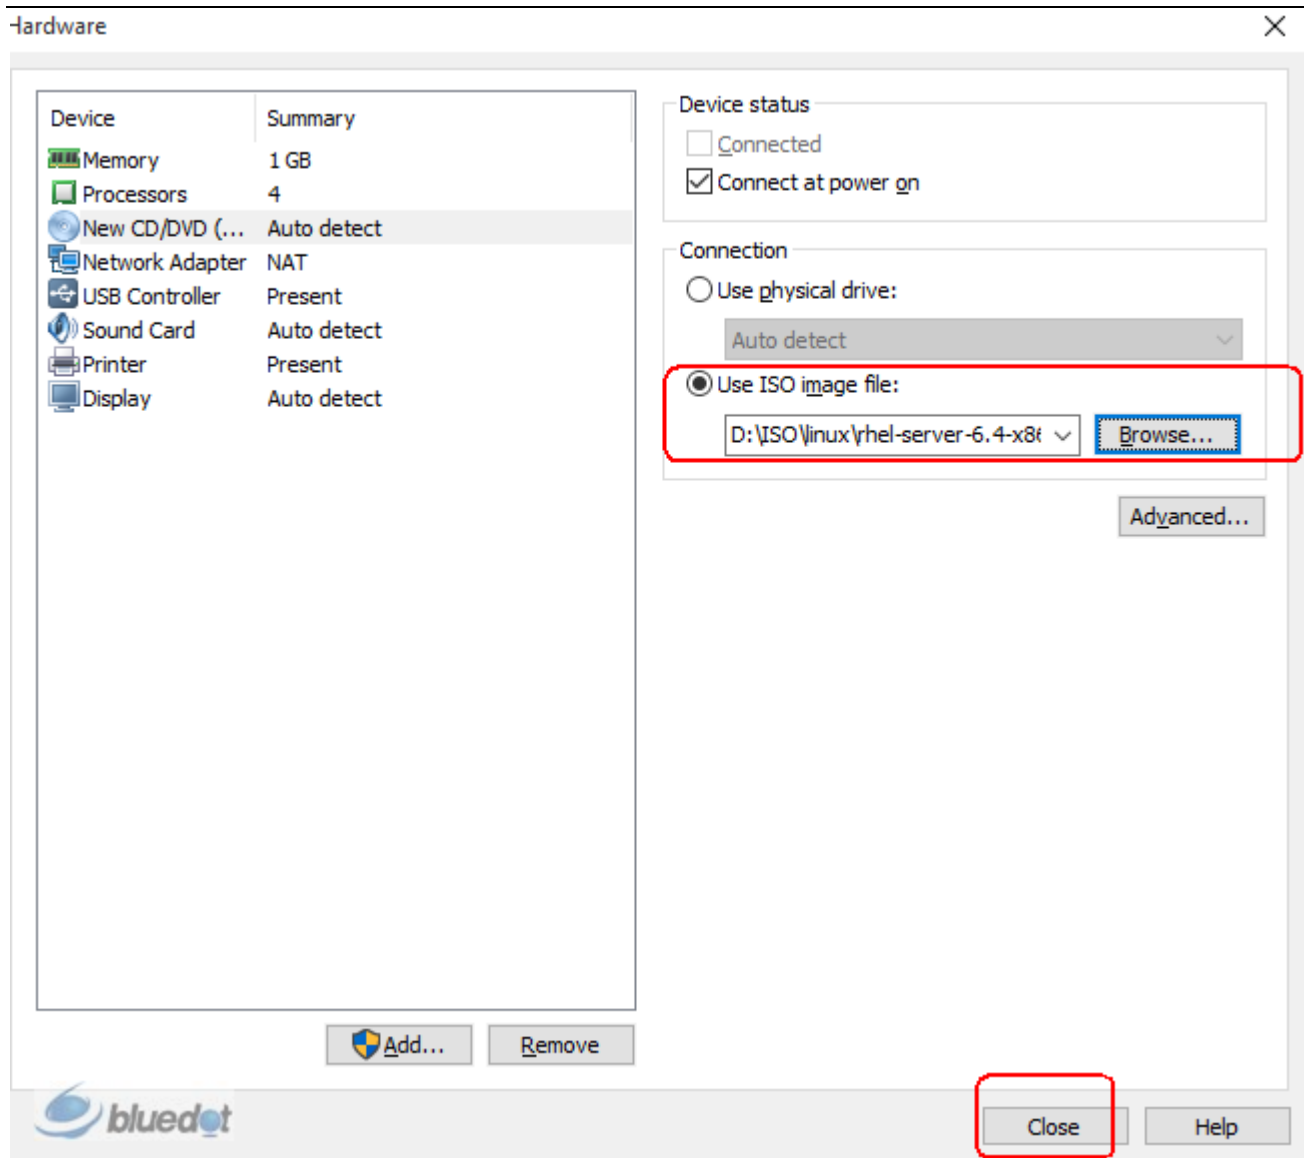 Hardware
Device Summary
Memory 1 GB
Processors 4
New CD/DVD (... Auto detect
Network Adapter NAT
USB Controller Present
Sound Card Auto detect
Printer Present
Display Auto detect
Add... Remove
Device status
Connected
Connect at power on
Connection
Use physical drive:
Auto detect
Use ISO image file:
D:\ISO\linux\rhel-server-6.4-x86 Browse...
Advanced...
bluedot
Close Help